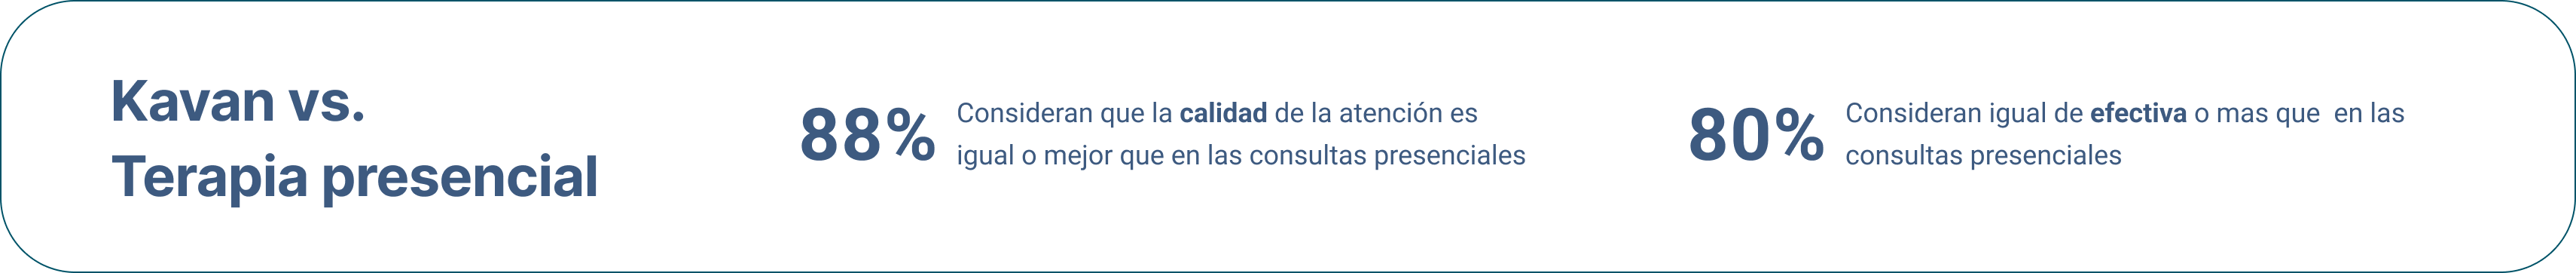 Kavan vs.
Terapia presencial
88%
Consideran que la calidad de la atención es
igual o mejor que en las consultas presenciales
80%
Consideran igual de efectiva o mas que  en las
consultas presenciales